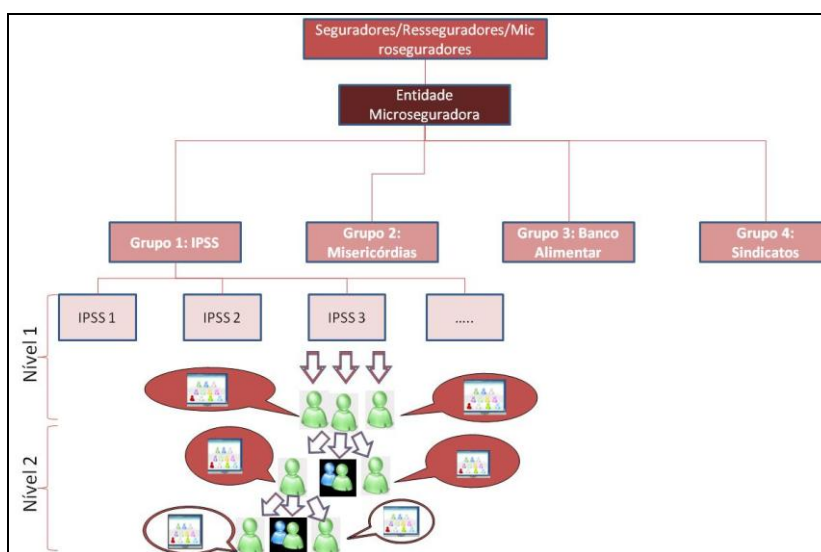 Seguradores/Resseguradores/Mic
roseguradores
Entidade
Microseguradora
Grupo 1: IPSS
Grupo 2:
Misericórdias
Grupo 3: Banco
Alimentar
Grupo 4:
Sindicatos
Nível 1
IPSS 1
IPSS 2
IPSS 3
.....
Nível 2